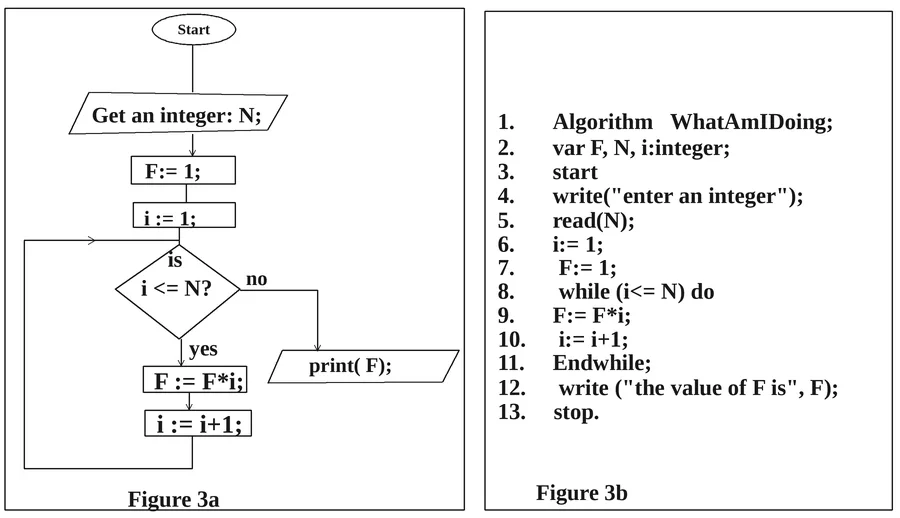 Start
Get an integer: N;
F:= 1;
i := 1;
is
i <= N?
no
yes
print( F);
F := F*i;
i := i+1;
Figure 3a
1. Algorithm WhatAmIDoing;
2. var F, N, i:integer;
3. start
4. write("enter an integer");
5. read(N);
6. i:= 1;
7. F:= 1;
8. while (i<= N) do
9. F:= F*i;
10. i:= i+1;
11. Endwhile;
12. write ("the value of F is", F);
13. stop.
Figure 3b